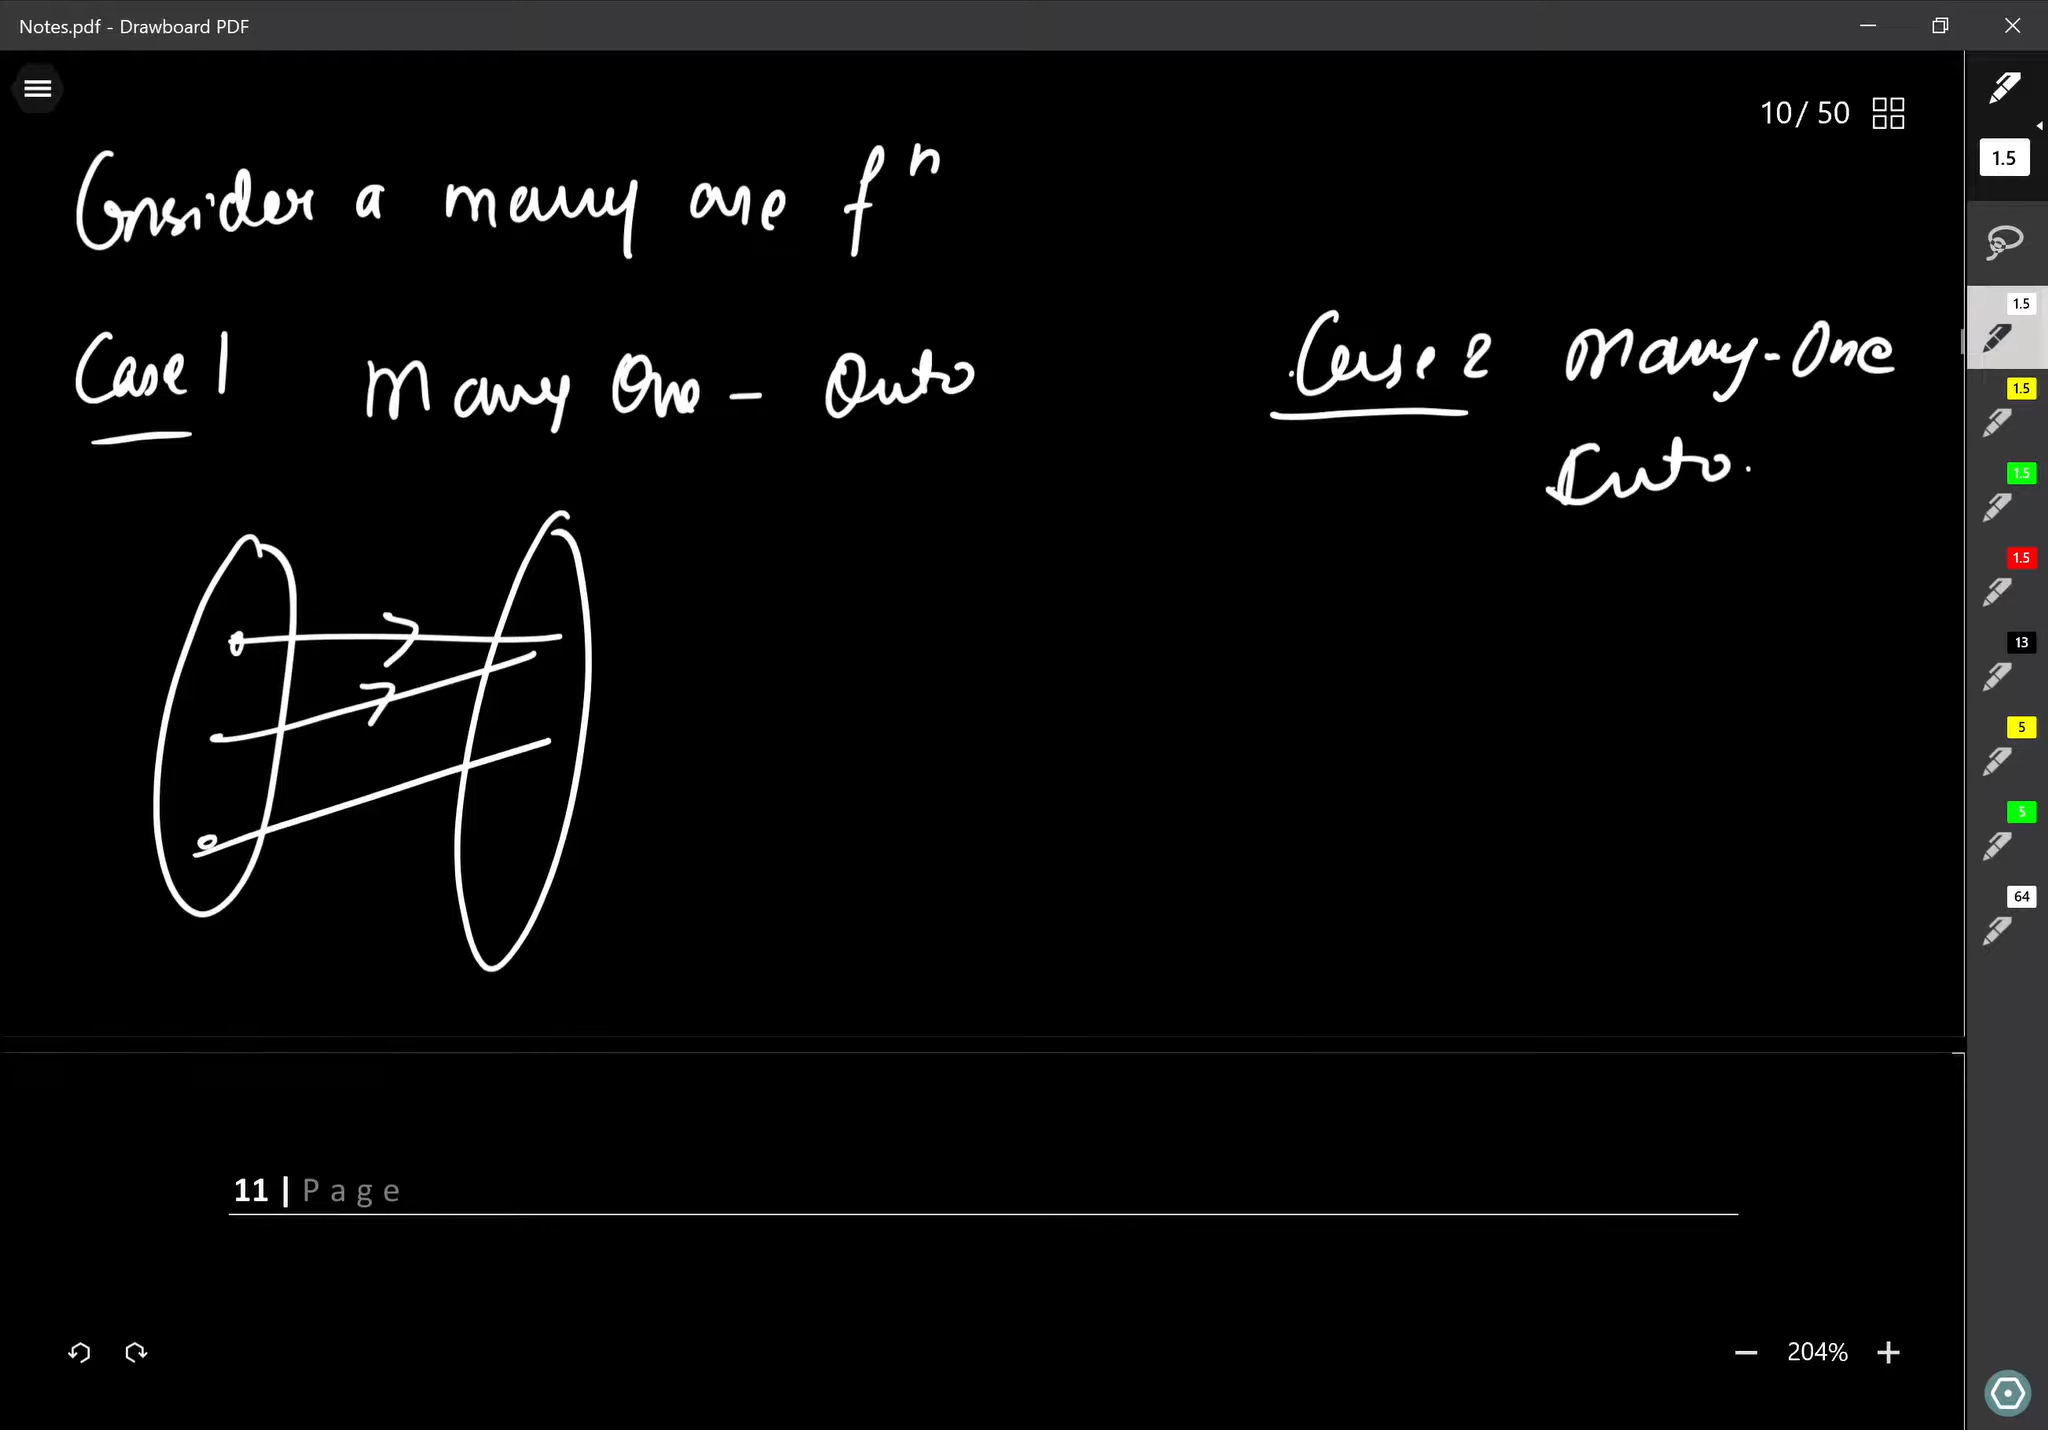 Notes.pdf - Drawboard PDF
10 / 50
1.5
Consider a many one fⁿ
1.5
Case 1 Many One - Onto
Case 2 Many-One
Into.
1.5
1.5
1.5
13
5
5
64
11 | Page
204%